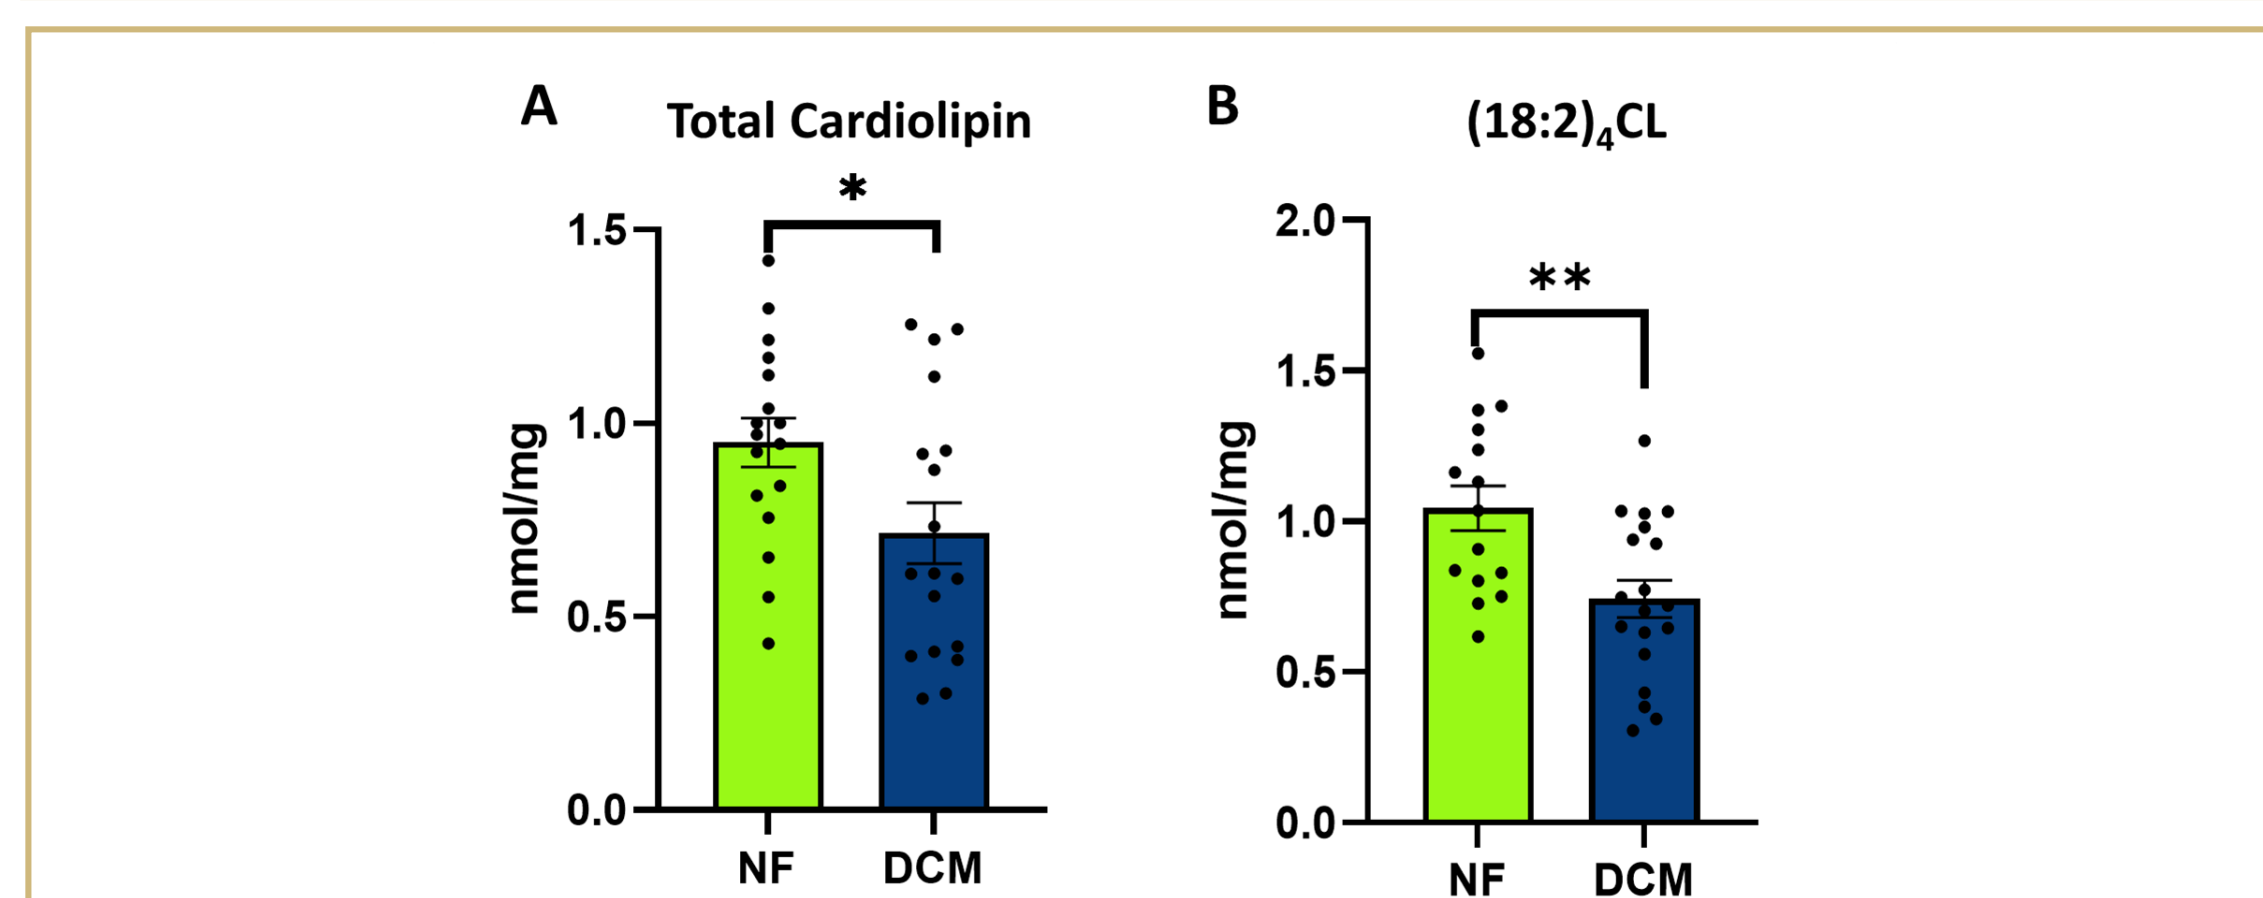 A
Total Cardiolipin
*
1.5
1.0
0.5
0.0
nmol/mg
NF DCM
B
(18:2)₄CL
**
2.0
1.5
1.0
0.5
0.0
nmol/mg
NF DCM